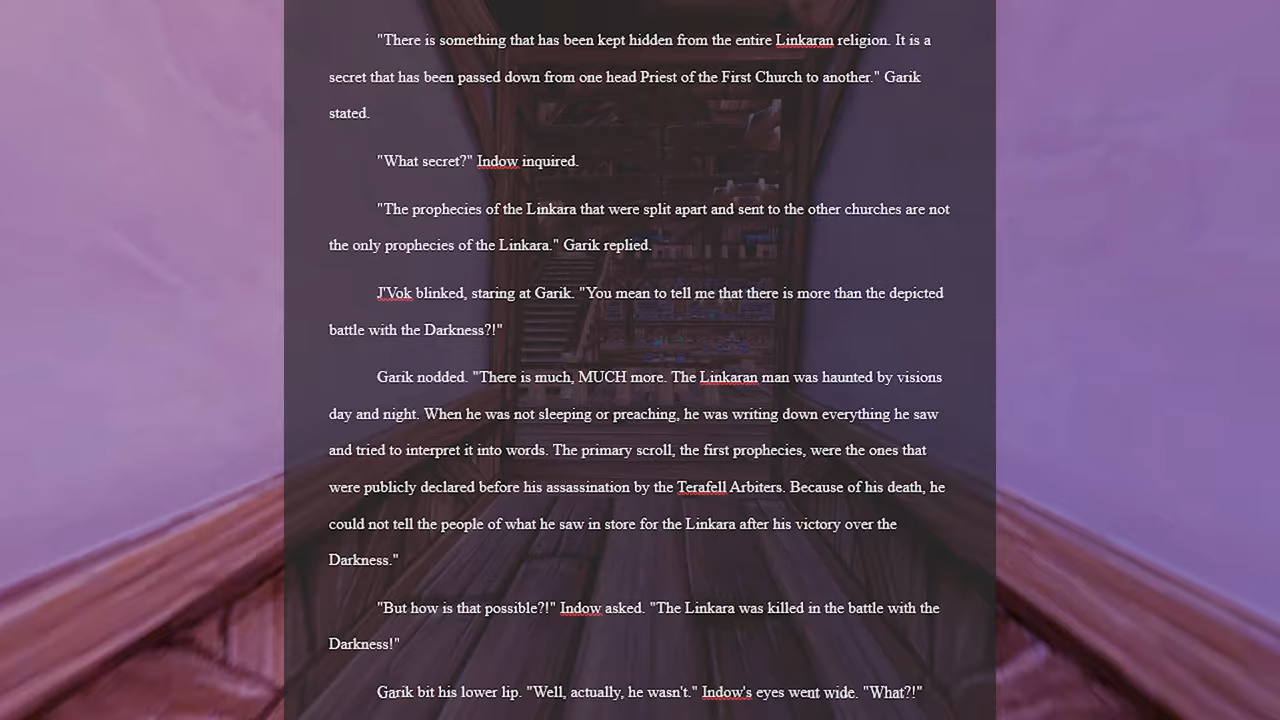 "There is something that has been kept hidden from the entire Linkaran religion. It is a
secret that has been passed down from one head Priest of the First Church to another." Garik
stated.
"What secret?" Indow inquired.
"The prophecies of the Linkara that were split apart and sent to the other churches are not
the only prophecies of the Linkara." Garik replied.
J'Vok blinked, staring at Garik. "You mean to tell me that there is more than the depicted
battle with the Darkness?!"
Garik nodded. "There is much, MUCH more. The Linkaran man was haunted by visions
day and night. When he was not sleeping or preaching, he was writing down everything he saw
and tried to interpret it into words. The primary scroll, the first prophecies, were the ones that
were publicly declared before his assassination by the Terafell Arbiters. Because of his death, he
could not tell the people of what he saw in store for the Linkara after his victory over the
Darkness."
"But how is that possible?!" Indow asked. "The Linkara was killed in the battle with the
Darkness!"
Garik bit his lower lip. "Well, actually, he wasn't." Indow's eyes went wide. "What?!"